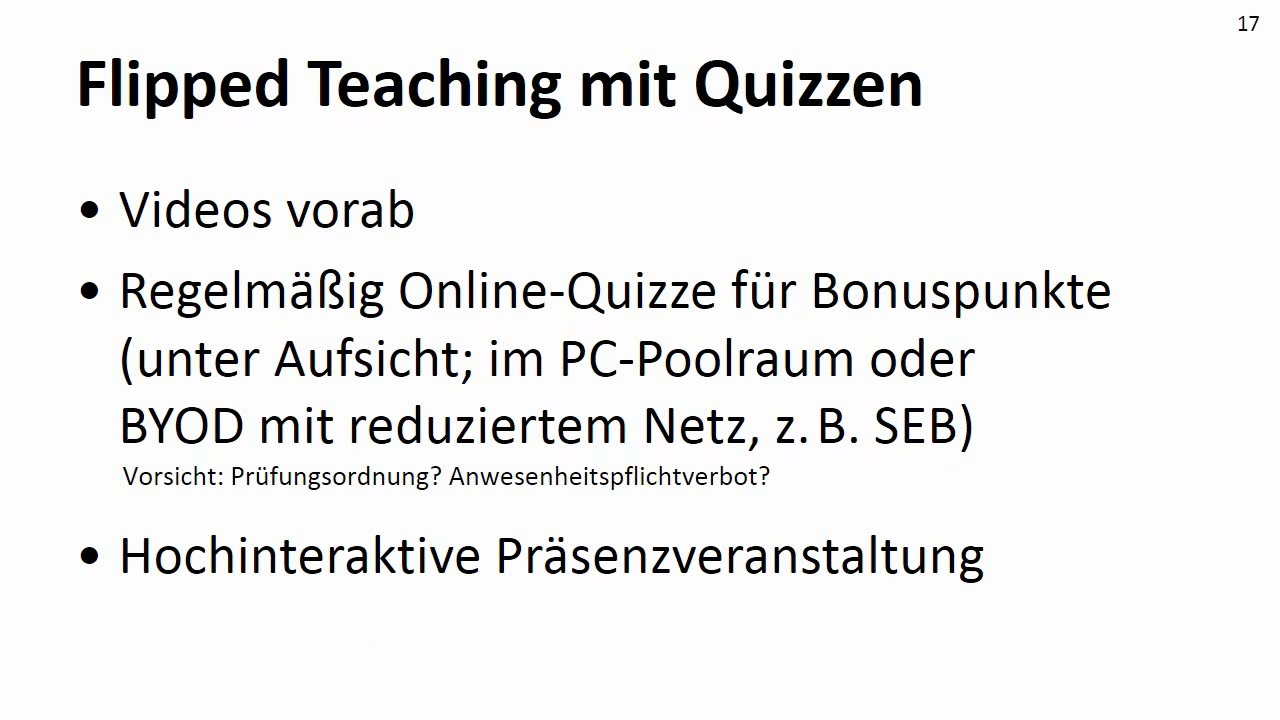 17
Flipped Teaching mit Quizzen
• Videos vorab
• Regelmäßig Online-Quizze für Bonuspunkte
(unter Aufsicht; im PC-Poolraum oder
BYOD mit reduziertem Netz, z. B. SEB)
Vorsicht: Prüfungsordnung? Anwesenheitspflichtverbot?
• Hochinteraktive Präsenzveranstaltung